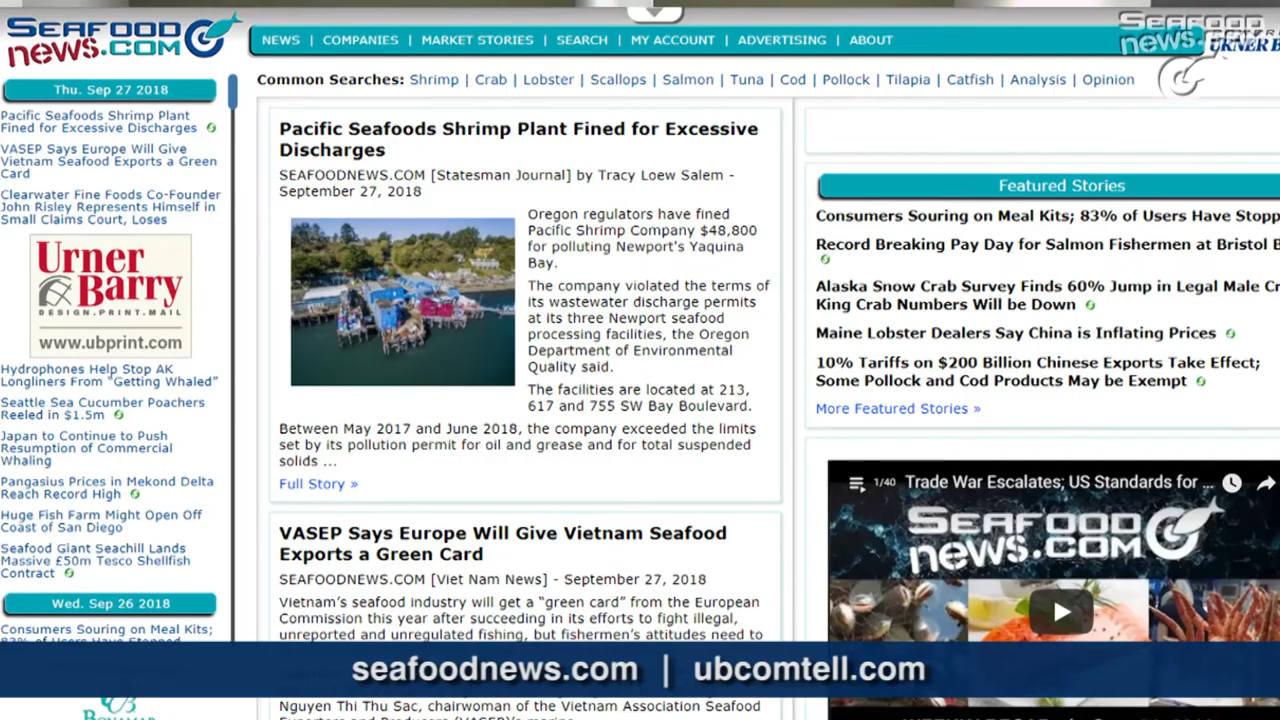 SEAFOOD
news.com
NEWS | COMPANIES | MARKET STORIES | SEARCH | MY ACCOUNT | ADVERTISING | ABOUT
SEAFOOD
news.
URNER B
Common Searches: Shrimp | Crab | Lobster | Scallops | Salmon | Tuna | Cod | Pollock | Tilapia | Catfish | Analysis | Opinion
Thu. Sep 27 2018
Pacific Seafoods Shrimp Plant
Fined for Excessive Discharges
VASEP Says Europe Will Give
Vietnam Seafood Exports a Green
Card
Clearwater Fine Foods Co-Founder
John Risley Represents Himself in
Small Claims Court, Loses
Urner
Barry
DESIGN.PRINT.MAIL
www.ubprint.com
Hydrophones Help Stop AK
Longliners From "Getting Whaled"
Seattle Sea Cucumber Poachers
Reeled in $1.5m
Japan to Continue to Push
Resumption of Commercial
Whaling
Pangasius Prices in Mekond Delta
Reach Record High
Huge Fish Farm Might Open Off
Coast of San Diego
Seafood Giant Seachill Lands
Massive £50m Tesco Shellfish
Contract
Wed. Sep 26 2018
Consumers Souring on Meal Kits;
83% of Users Have Stopped
Pacific Seafoods Shrimp Plant Fined for Excessive
Discharges
SEAFOODNEWS.COM [Statesman Journal] by Tracy Loew Salem -
September 27, 2018
Oregon regulators have fined
Pacific Shrimp Company $48,800
for polluting Newport's Yaquina
Bay.
The company violated the terms of
its wastewater discharge permits
at its three Newport seafood
processing facilities, the Oregon
Department of Environmental
Quality said.
The facilities are located at 213,
617 and 755 SW Bay Boulevard.
Between May 2017 and June 2018, the company exceeded the limits
set by its pollution permit for oil and grease and for total suspended
solids ...
Full Story »
VASEP Says Europe Will Give Vietnam Seafood
Exports a Green Card
SEAFOODNEWS.COM [Viet Nam News] - September 27, 2018
Vietnam's seafood industry will get a "green card" from the European
Commission this year after succeeding in its efforts to fight illegal,
unreported and unregulated fishing, but fishermen's attitudes need to
Nguyen Thi Thu Sac, chairwoman of the Vietnam Association Seafood
Featured Stories
Consumers Souring on Meal Kits; 83% of Users Have Stopp
Record Breaking Pay Day for Salmon Fishermen at Bristol B
Alaska Snow Crab Survey Finds 60% Jump in Legal Male Cr
King Crab Numbers Will be Down
Maine Lobster Dealers Say China is Inflating Prices
10% Tariffs on $200 Billion Chinese Exports Take Effect;
Some Pollock and Cod Products May be Exempt
More Featured Stories »
1/40 Trade War Escalates; US Standards for ...
SEAFOOD
news.com
seafoodnews.com | ubcomtell.com